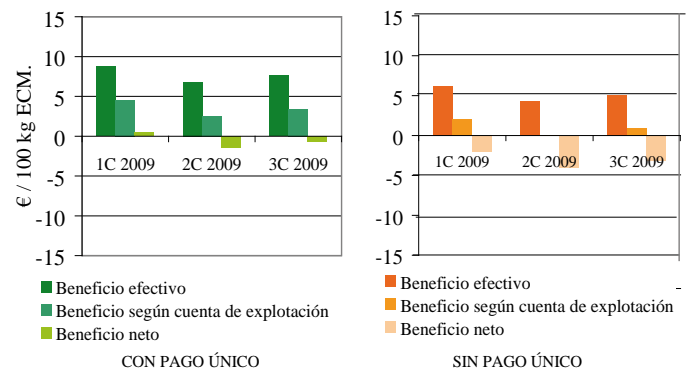 € / 100 kg ECM.
15
10
5
0
-5
-10
-15
1C 2009
2C 2009
3C 2009
Beneficio efectivo
Beneficio según cuenta de explotación
Beneficio neto
CON PAGO ÚNICO
15
10
5
0
-5
-10
-15
1C 2009
2C 2009
3C 2009
Beneficio efectivo
Beneficio según cuenta de explotación
Beneficio neto
SIN PAGO ÚNICO